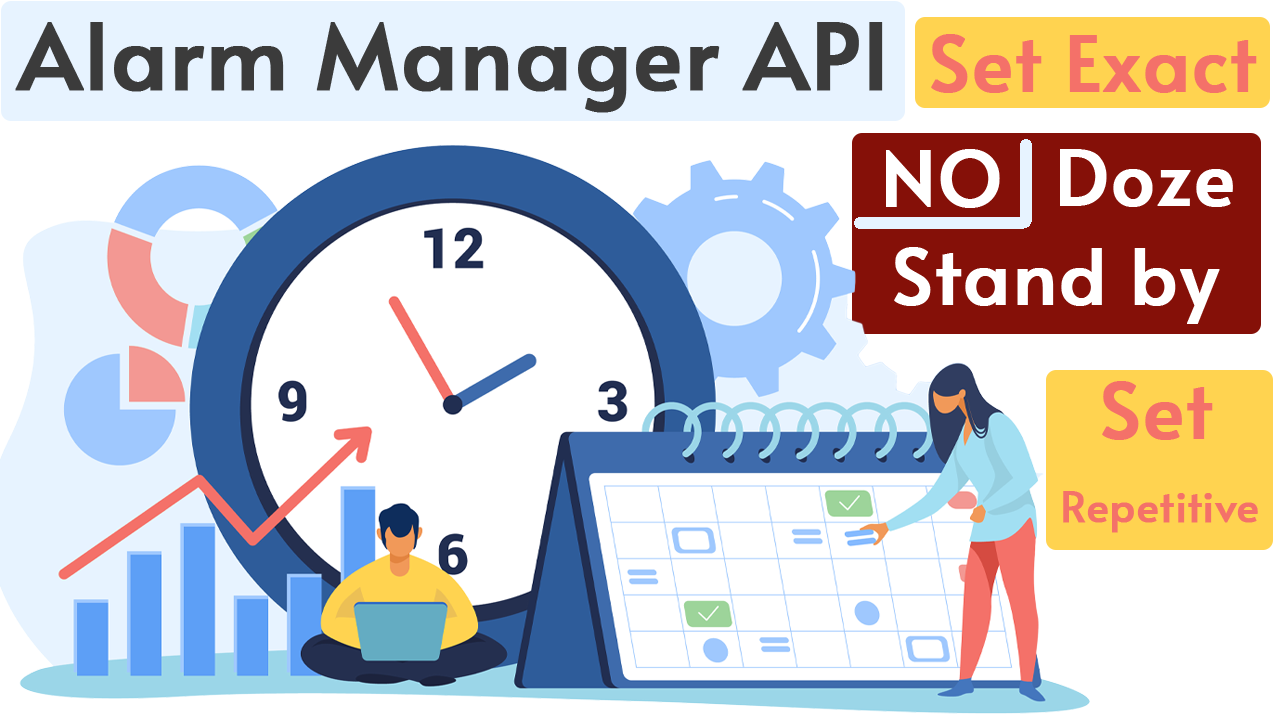 Alarm Manager API
Set Exact
NO Doze
Stand by
Set
Repetitive
12
9
3
6